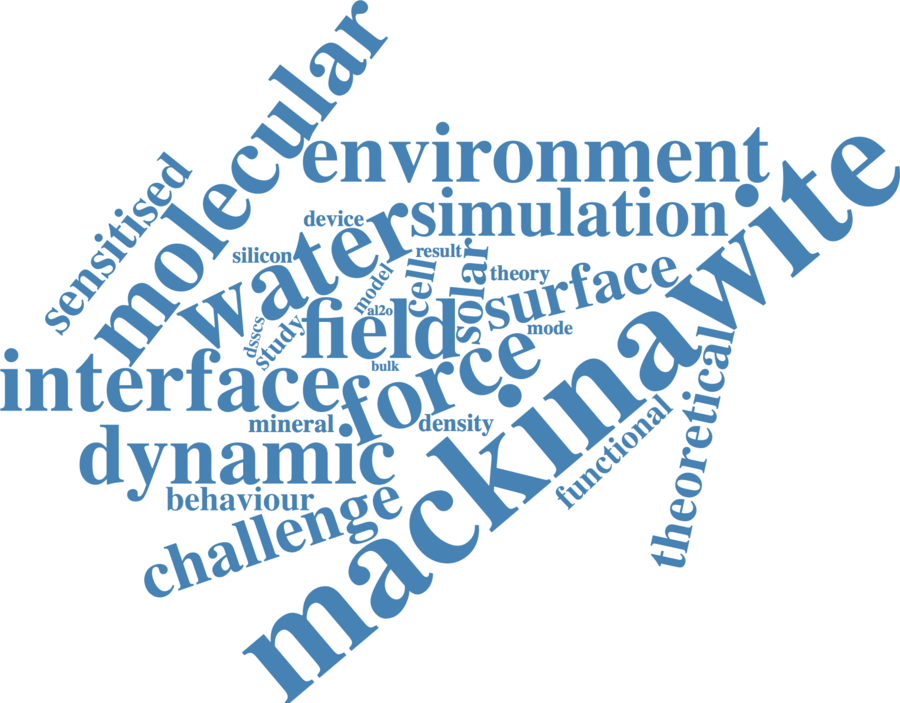 molecular
environment
mackinawite
sensitised
simulation
water
device
silicon
result
cell
solar
theory
surface
model
al2o
field
mode
dsscs
study
bulk
interface
force
theoretical
mineral
density
functional
dynamic
behaviour
challenge